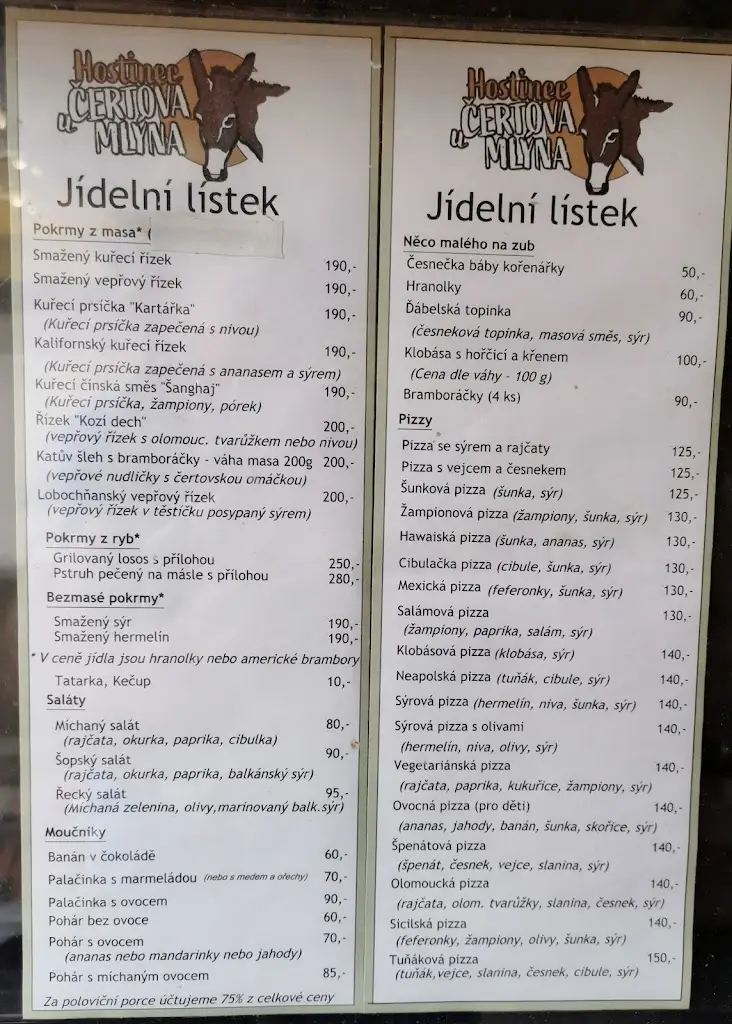 Hostinec
u ČERTOVA
MLÝNA
Jídelní lístek
Pokrmy z masa* (
Smažený kuřecí řízek 190,-
Smažený vepřový řízek 190,-
Kuřecí prsíčka "Kartářka" 190,-
(Kuřecí prsíčka zapečená s nivou)
Kalifornský kuřecí řízek 190,-
(Kuřecí prsíčka zapečená s ananasem a sýrem)
Kuřecí čínská směs "Šanghaj" 190,-
(Kuřecí prsíčka, žampiony, pórek)
Řízek "Kozí dech" 200,-
(vepřový řízek s olomouc. tvarůžkem nebo nivou)
Katův šleh s bramboráčky - váha masa 200g 200,-
(vepřové nudličky s čertovskou omáčkou)
Lobochňanský vepřový řízek 200,-
(vepřový řízek v těstíčku posypaný sýrem)
Pokrmy z ryb*
Grilovaný losos s přílohou 250,-
Pstruh pečený na másle s přílohou 280,-
Bezmasé pokrmy*
Smažený sýr 190,-
Smažený hermelín 190,-
* V ceně jídla jsou hranolky nebo americké brambory
Tatarka, Kečup 10,-
Saláty
Míchaný salát 80,-
(rajčata, okurka, paprika, cibulka)
Šopský salát 90,-
(rajčata, okurka, paprika, balkánský sýr)
Řecký salát 95,-
(Míchaná zelenina, olivy,marinovaný balk.sýr)
Moučníky
Banán v čokoládě 60,-
Palačinka s marmeládou (nebo s medem a ořechy) 70,-
Palačinka s ovocem 90,-
Pohár bez ovoce 60,-
Pohár s ovocem 70,-
(ananas nebo mandarinky nebo jahody)
Pohár s míchaným ovocem 85,-
Za poloviční porce účtujeme 75% z celkové ceny
Hostinec
u ČERTOVA
MLÝNA
Jídelní lístek
Něco malého na zub
Česnečka báby kořenářky 50,-
Hranolky 60,-
Ďábelská topinka 90,-
(česneková topinka, masová směs, sýr)
Klobása s hořčicí a křenem 100,-
(Cena dle váhy - 100 g)
Bramboráčky (4 ks) 90,-
Pizzy
Pizza se sýrem a rajčaty 125,-
Pizza s vejcem a česnekem 125,-
Šunková pizza (šunka, sýr) 125,-
Žampionová pizza (žampiony, šunka, sýr) 130,-
Hawaiská pizza (šunka, ananas, sýr) 130,-
Cibulačka pizza (cibule, šunka, sýr) 130,-
Mexická pizza (feferonky, šunka, sýr) 130,-
Salámová pizza 130,-
(žampiony, paprika, salám, sýr)
Klobásová pizza (klobása, sýr) 140,-
Neapolská pizza (tuňák, cibule, sýr) 140,-
Sýrová pizza (hermelín, niva, šunka, sýr) 140,-
Sýrová pizza s olivami 140,-
(hermelín, niva, olivy, sýr)
Vegetariánská pizza 140,-
(rajčata, paprika, kukuřice, žampiony, sýr)
Ovocná pizza (pro děti) 140,-
(ananas, jahody, banán, šunka, skořice, sýr)
Špenátová pizza 140,-
(špenát, česnek, vejce, slanina, sýr)
Olomoucká pizza 140,-
(rajčata, olom. tvarůžky, slanina, česnek, sýr)
Sicilská pizza 140,-
(feferonky, žampiony, olivy, šunka, sýr)
Tuňáková pizza 150,-
(tuňák,vejce, slanina, česnek, cibule, sýr)